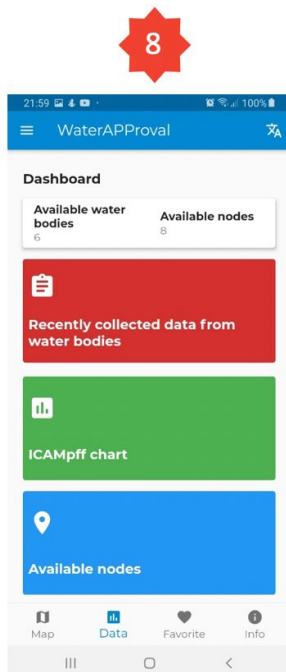 8
21:59 100%
WaterAPProval
Dashboard
Available water
bodies
6
Available nodes
8
Recently collected data from
water bodies
ICAMpff chart
Available nodes
Map Data Favorite Info